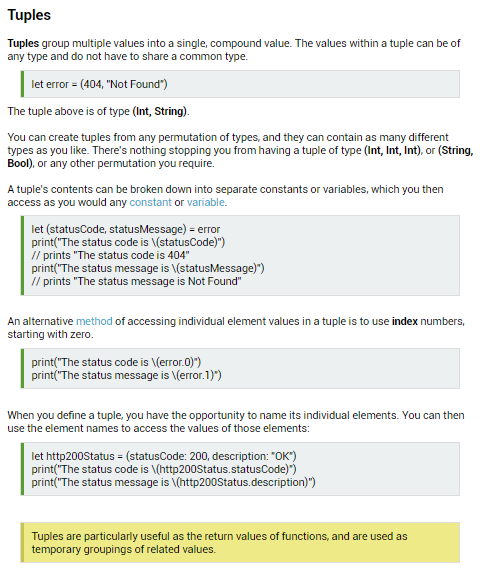 Tuples
Tuples group multiple values into a single, compound value. The values within a tuple can be of
any type and do not have to share a common type.
let error = (404, "Not Found")
The tuple above is of type (Int, String).
You can create tuples from any permutation of types, and they can contain as many different
types as you like. There's nothing stopping you from having a tuple of type (Int, Int, Int), or (String,
Bool), or any other permutation you require.
A tuple's contents can be broken down into separate constants or variables, which you then
access as you would any constant or variable.
let (statusCode, statusMessage) = error
print("The status code is \(statusCode)")
// prints "The status code is 404"
print("The status message is \(statusMessage)")
// prints "The status message is Not Found"
An alternative method of accessing individual element values in a tuple is to use index numbers,
starting with zero.
print("The status code is \(error.0)")
print("The status message is \(error.1)")
When you define a tuple, you have the opportunity to name its individual elements. You can then
use the element names to access the values of those elements:
let http200Status = (statusCode: 200, description: "OK")
print("The status code is \(http200Status.statusCode)")
print("The status message is \(http200Status.description)")
Tuples are particularly useful as the return values of functions, and are used as
temporary groupings of related values.